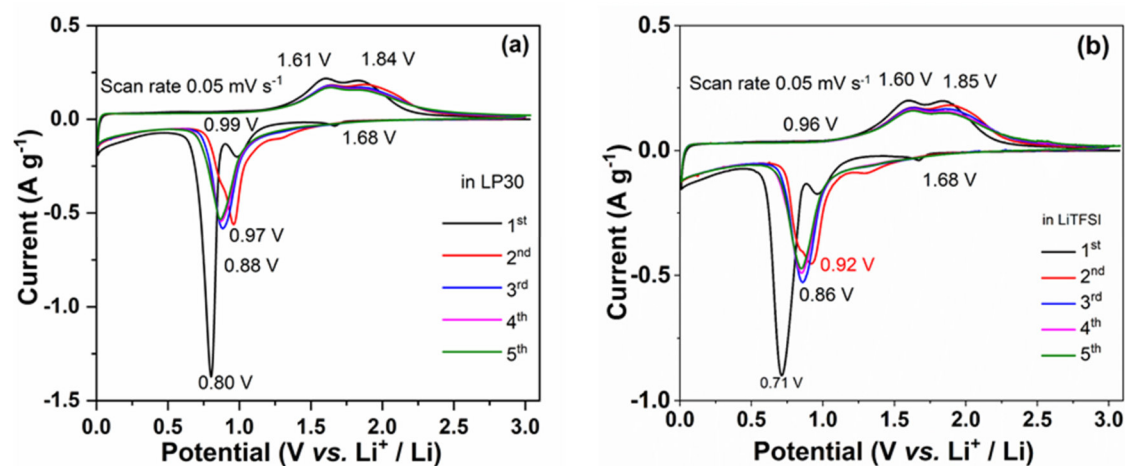 (a)
0.5
0.0
-0.5
-1.0
-1.5
Current (A g⁻¹)
1.61 V
1.84 V
Scan rate 0.05 mV s⁻¹
0.99 V
1.68 V
in LP30
0.97 V
0.88 V
0.80 V
1st
2nd
3rd
4th
5th
0.0 0.5 1.0 1.5 2.0 2.5 3.0
Potential (V vs. Li⁺ / Li)
(b)
0.5
0.0
-0.5
-1.0
Current (A g⁻¹)
Scan rate 0.05 mV s⁻¹
1.60 V
1.85 V
0.96 V
1.68 V
in LiTFSI
0.92 V
0.86 V
0.71 V
1st
2nd
3rd
4th
5th
0.0 0.5 1.0 1.5 2.0 2.5 3.0
Potential (V vs. Li⁺ / Li)